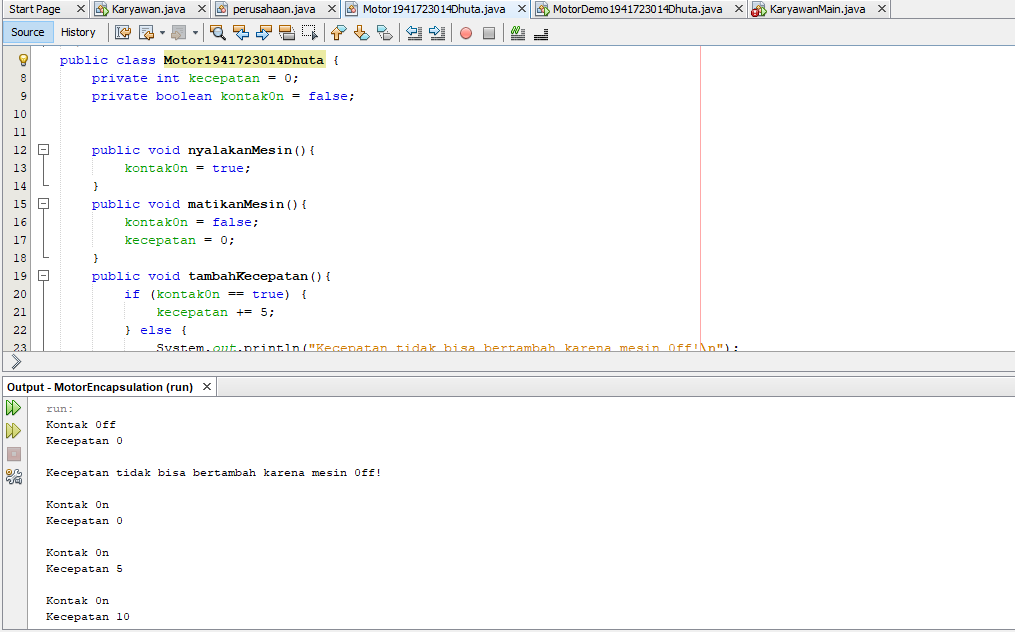 Start Page Karyawan.java perusahaan.java Motor1941723014Dhuta.java MotorDemo1941723014Dhuta.java KaryawanMain.java
Source History
public class Motor1941723014Dhuta {
8 private int kecepatan = 0;
9 private boolean kontakOn = false;
10
11
12 public void nyalakanMesin(){
13 kontakOn = true;
14 }
15 public void matikanMesin(){
16 kontakOn = false;
17 kecepatan = 0;
18 }
19 public void tambahKecepatan(){
20 if (kontakOn == true) {
21 kecepatan += 5;
22 } else {
23 System.out.println("Kecepatan tidak bisa bertambah karena mesin Off!\n");
Output - MotorEncapsulation (run)
run:
Kontak Off
Kecepatan 0
Kecepatan tidak bisa bertambah karena mesin Off!
Kontak On
Kecepatan 0
Kontak On
Kecepatan 5
Kontak On
Kecepatan 10